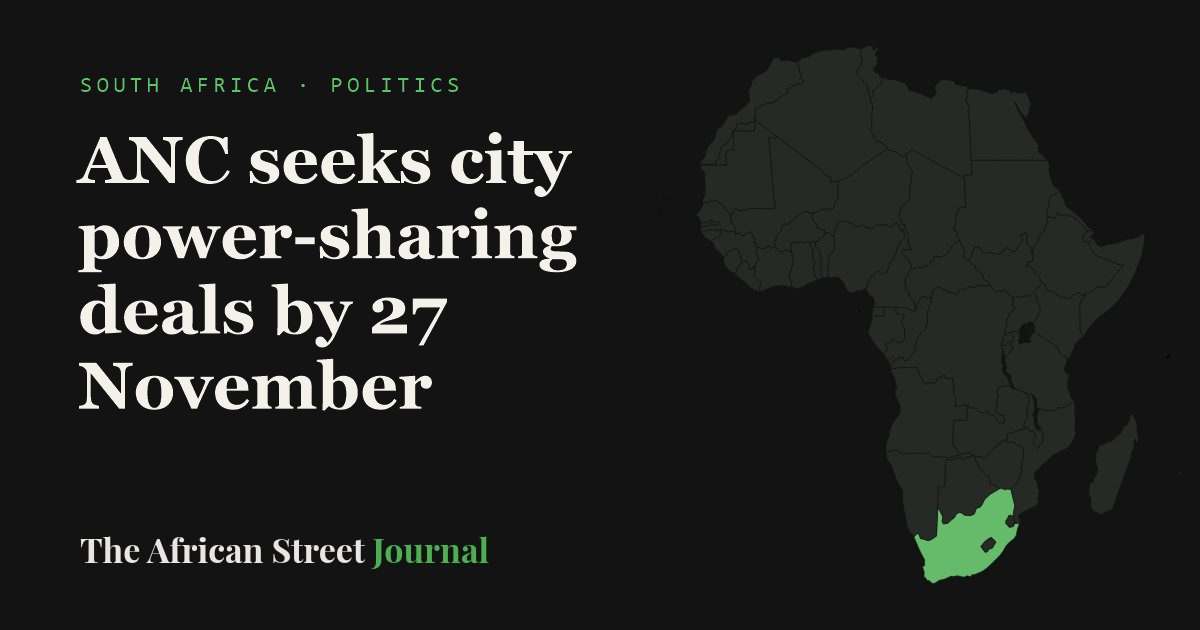 SOUTH AFRICA · POLITICS
ANC seeks city
power-sharing
deals by 27
November
The African Street Journal